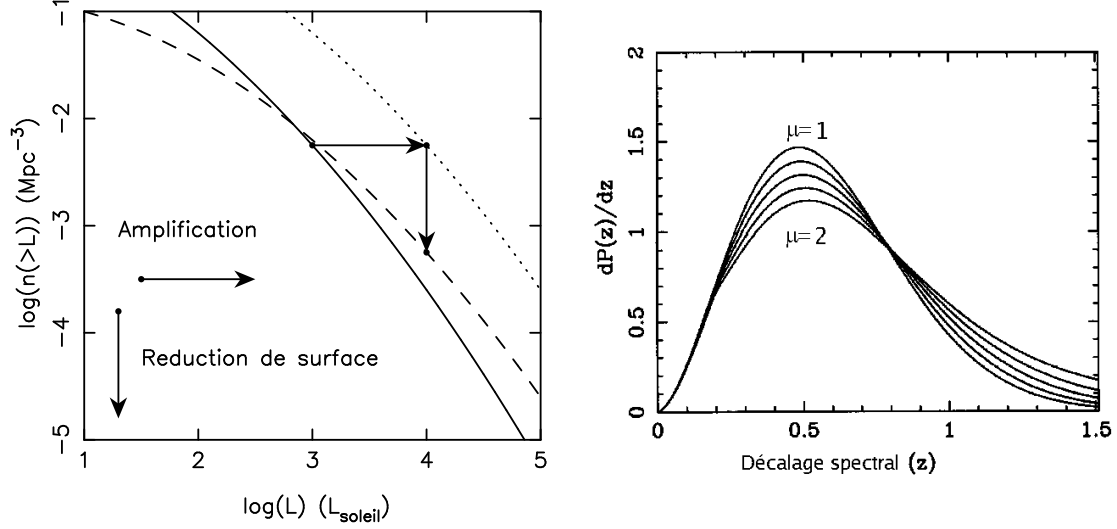 log(n(>L)) (Mpc⁻³)
−1
−2
−3
−4
−5
Amplification
Reduction de surface
1 2 3 4 5
log(L) (L_soleil)
dP(z)/dz
2
1.5
1
0.5
0
μ= 1
μ= 2
0 0.5 1 1.5
Décalage spectral (z)